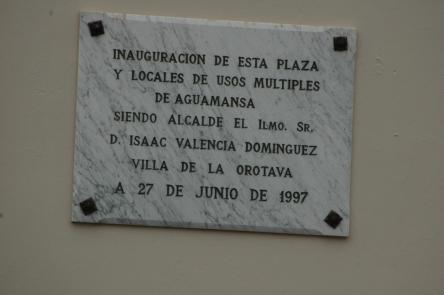 INAUGURACION DE ESTA PLAZA
Y LOCALES DE USOS MULTIPLES
DE AGUAMANSA
SIENDO ALCALDE EL ILMO. SR.
D. ISAAC VALENCIA DOMINGUEZ
VILLA DE LA OROTAVA
A 27 DE JUNIO DE 1997